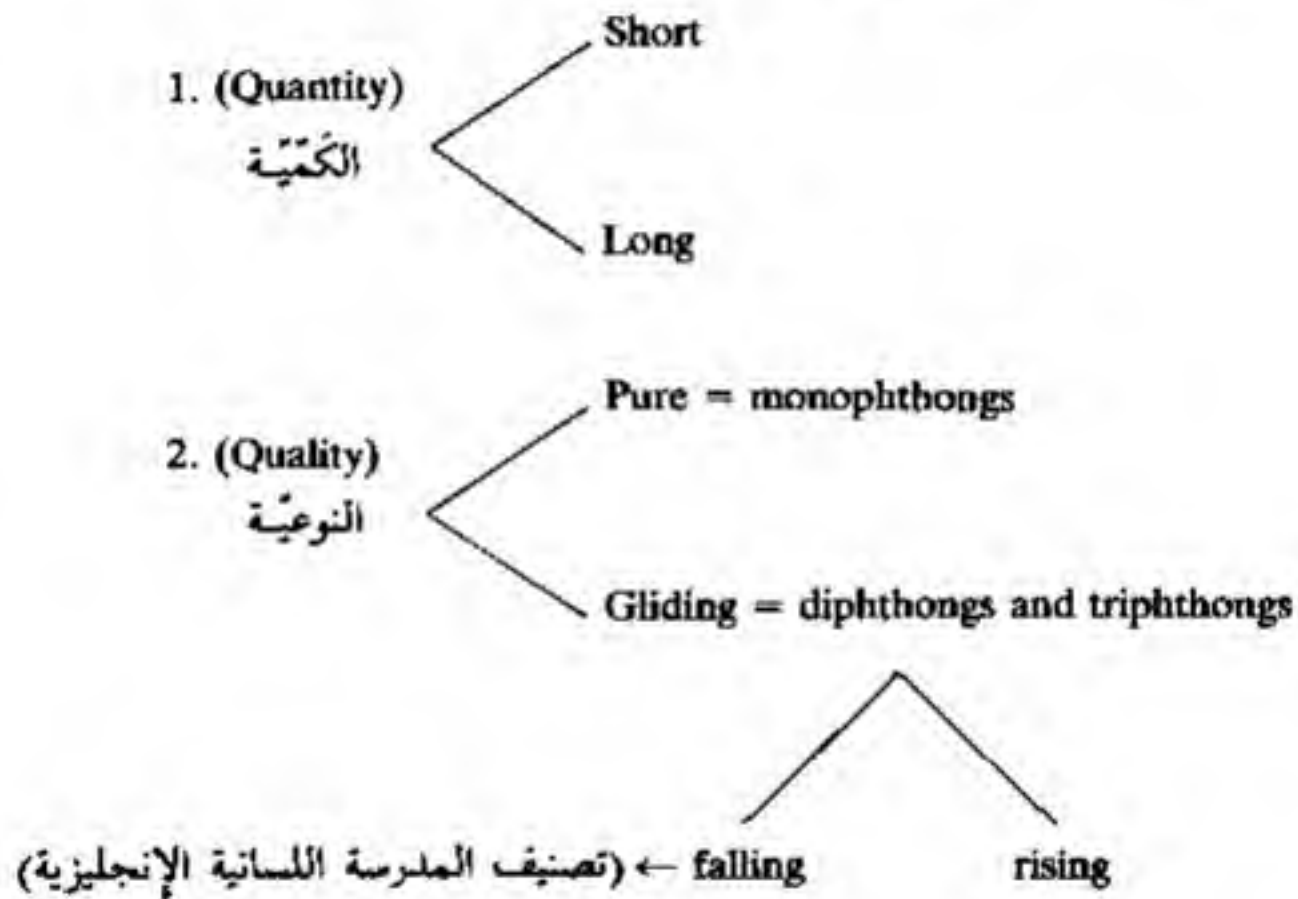 Short
1. (Quantity)
الكَمّيّة
Long
Pure = monophthongs
2. (Quality)
النوعيّة
Gliding = diphthongs and triphthongs
(تصنيف المدرسة اللسانية الإنجليزية) ← falling rising